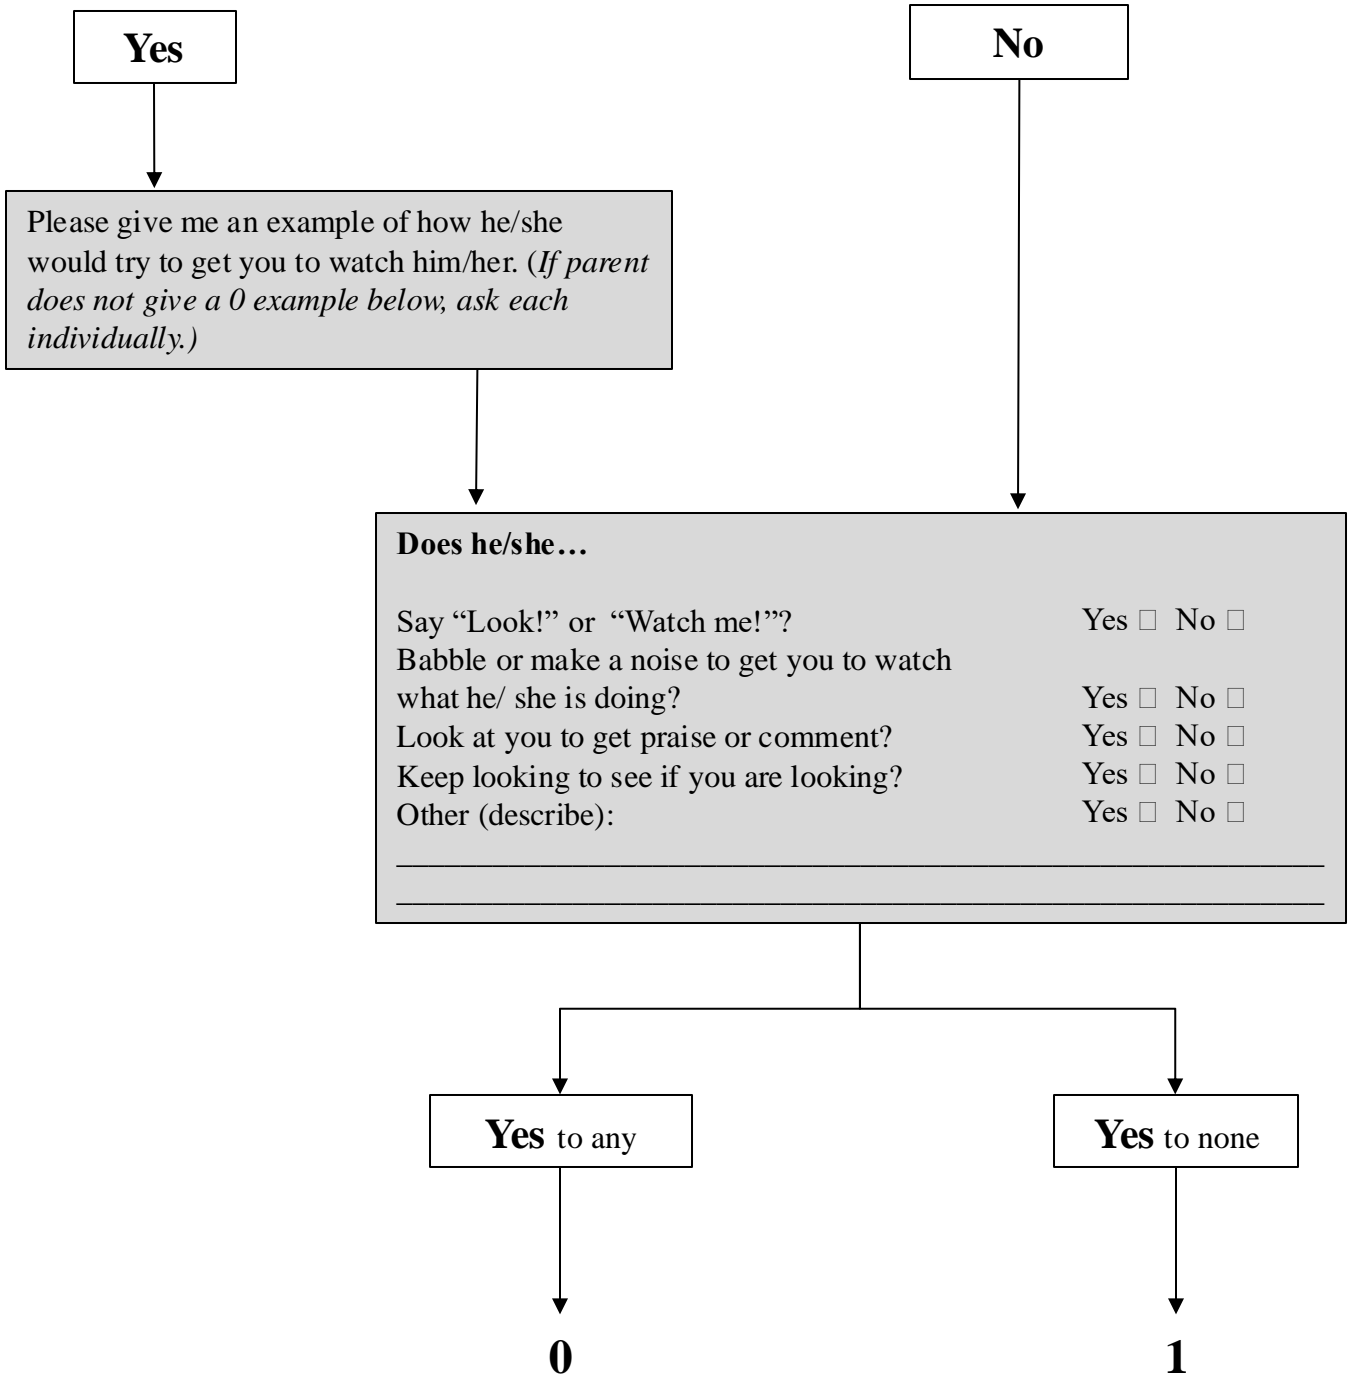 Yes
No
Please give me an example of how he/she
would try to get you to watch him/her. (If parent
does not give a 0 example below, ask each
individually.)
Does he/she…
Say “Look!” or “Watch me!”? Yes □ No □
Babble or make a noise to get you to watch
what he/ she is doing? Yes □ No □
Look at you to get praise or comment? Yes □ No □
Keep looking to see if you are looking? Yes □ No □
Other (describe): Yes □ No □
Yes to any
Yes to none
0
1